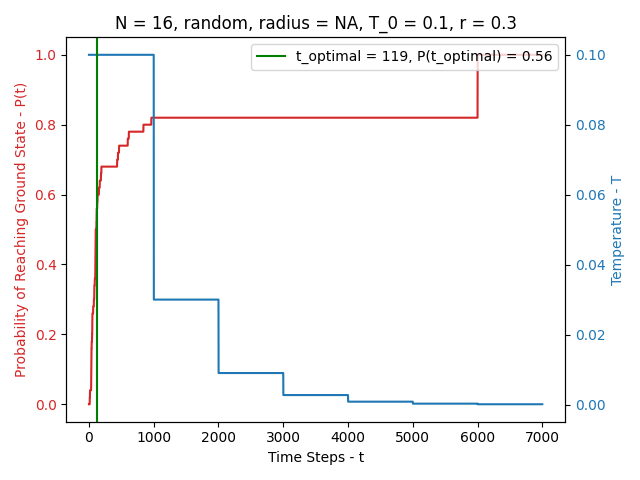 N = 16, random, radius = NA, T_0 = 0.1, r = 0.3
t_optimal = 119, P(t_optimal) = 0.56
Probability of Reaching Ground State - P(t)
1.0
0.8
0.6
0.4
0.2
0.0
0.10
0.08
0.06
0.04
0.02
0.00
Temperature - T
0 1000 2000 3000 4000 5000 6000 7000
Time Steps - t